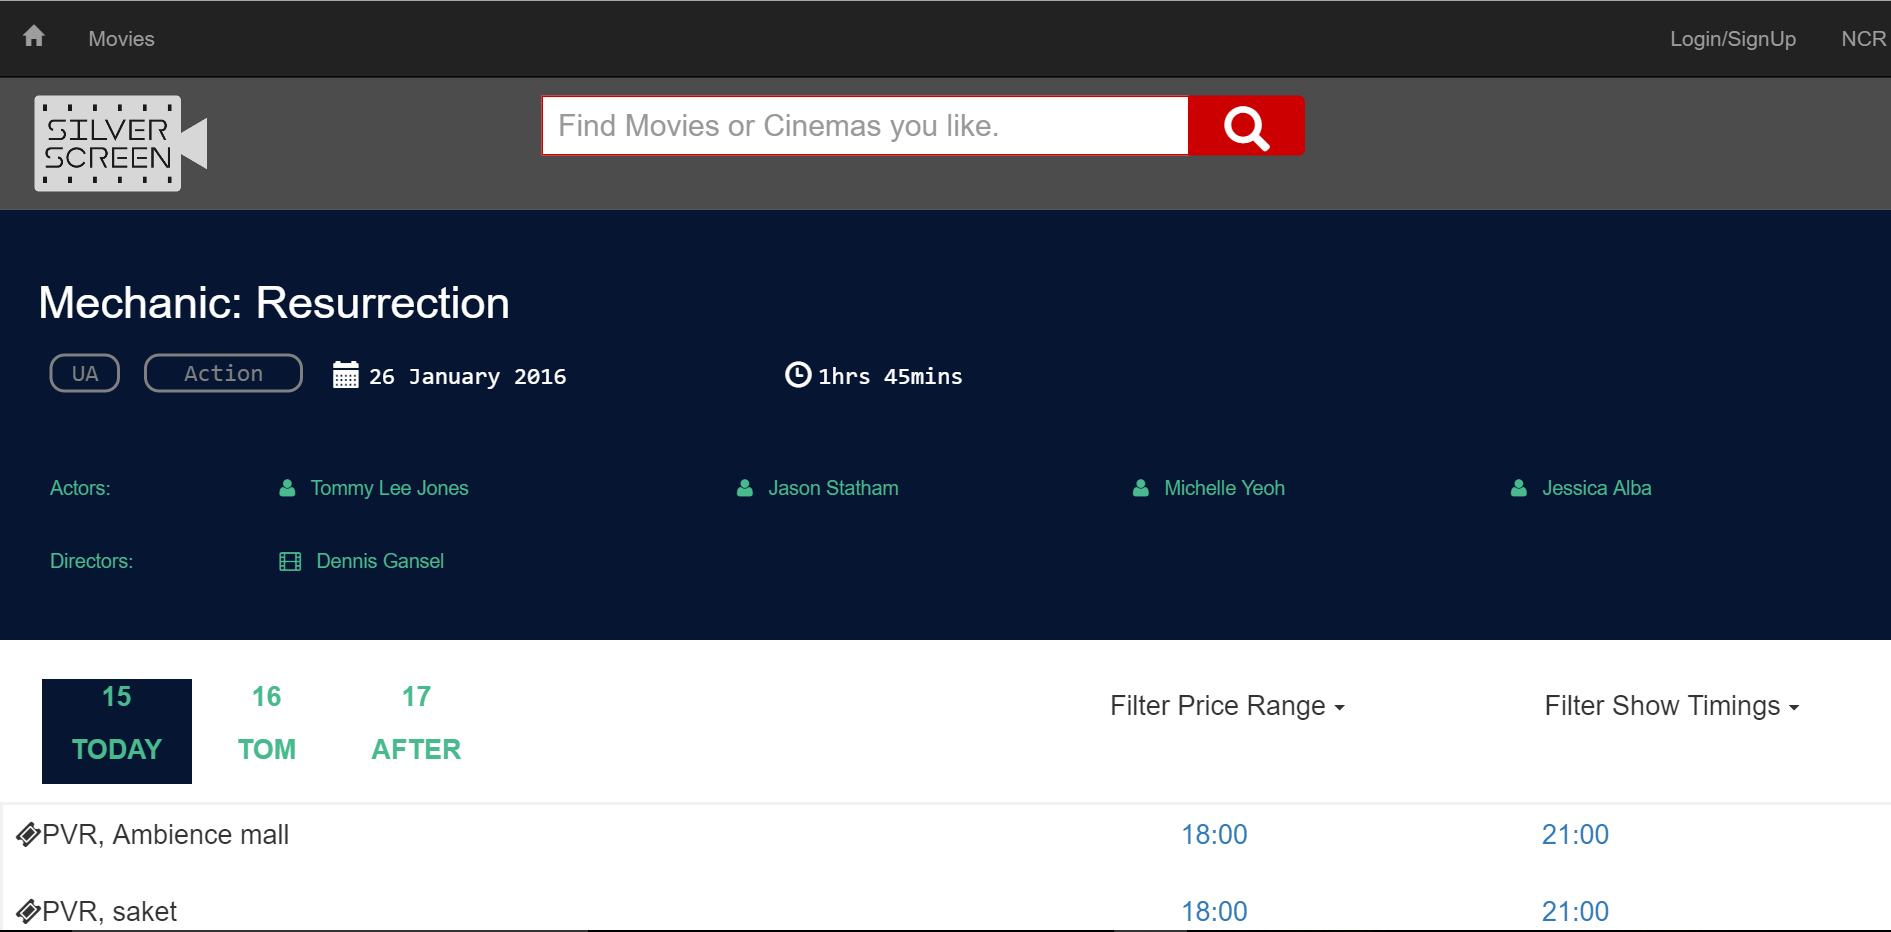 Movies Login/SignUp NCR
SILVER
SCREEN
Find Movies or Cinemas you like.
Mechanic: Resurrection
UA Action 26 January 2016 1hrs 45mins
Actors: Tommy Lee Jones Jason Statham Michelle Yeoh Jessica Alba
Directors: Dennis Gansel
15 16 17
TODAY TOM AFTER
Filter Price Range Filter Show Timings
PVR, Ambience mall 18:00 21:00
PVR, saket 18:00 21:00